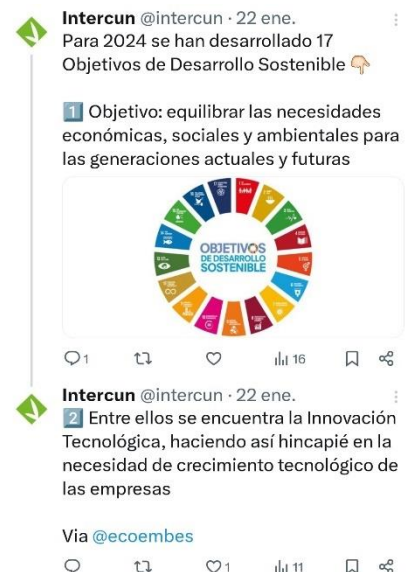 Intercun @intercun · 22 ene.
Para 2024 se han desarrollado 17
Objetivos de Desarrollo Sostenible 👇🏻
1️⃣ Objetivo: equilibrar las necesidades
económicas, sociales y ambientales para
las generaciones actuales y futuras
OBJETIVOS
DE DESARROLLO
SOSTENIBLE
1
16
Intercun @intercun · 22 ene.
2️⃣ Entre ellos se encuentra la Innovación
Tecnológica, haciendo así hincapié en la
necesidad de crecimiento tecnológico de
las empresas
Via @ecoembes
1
11